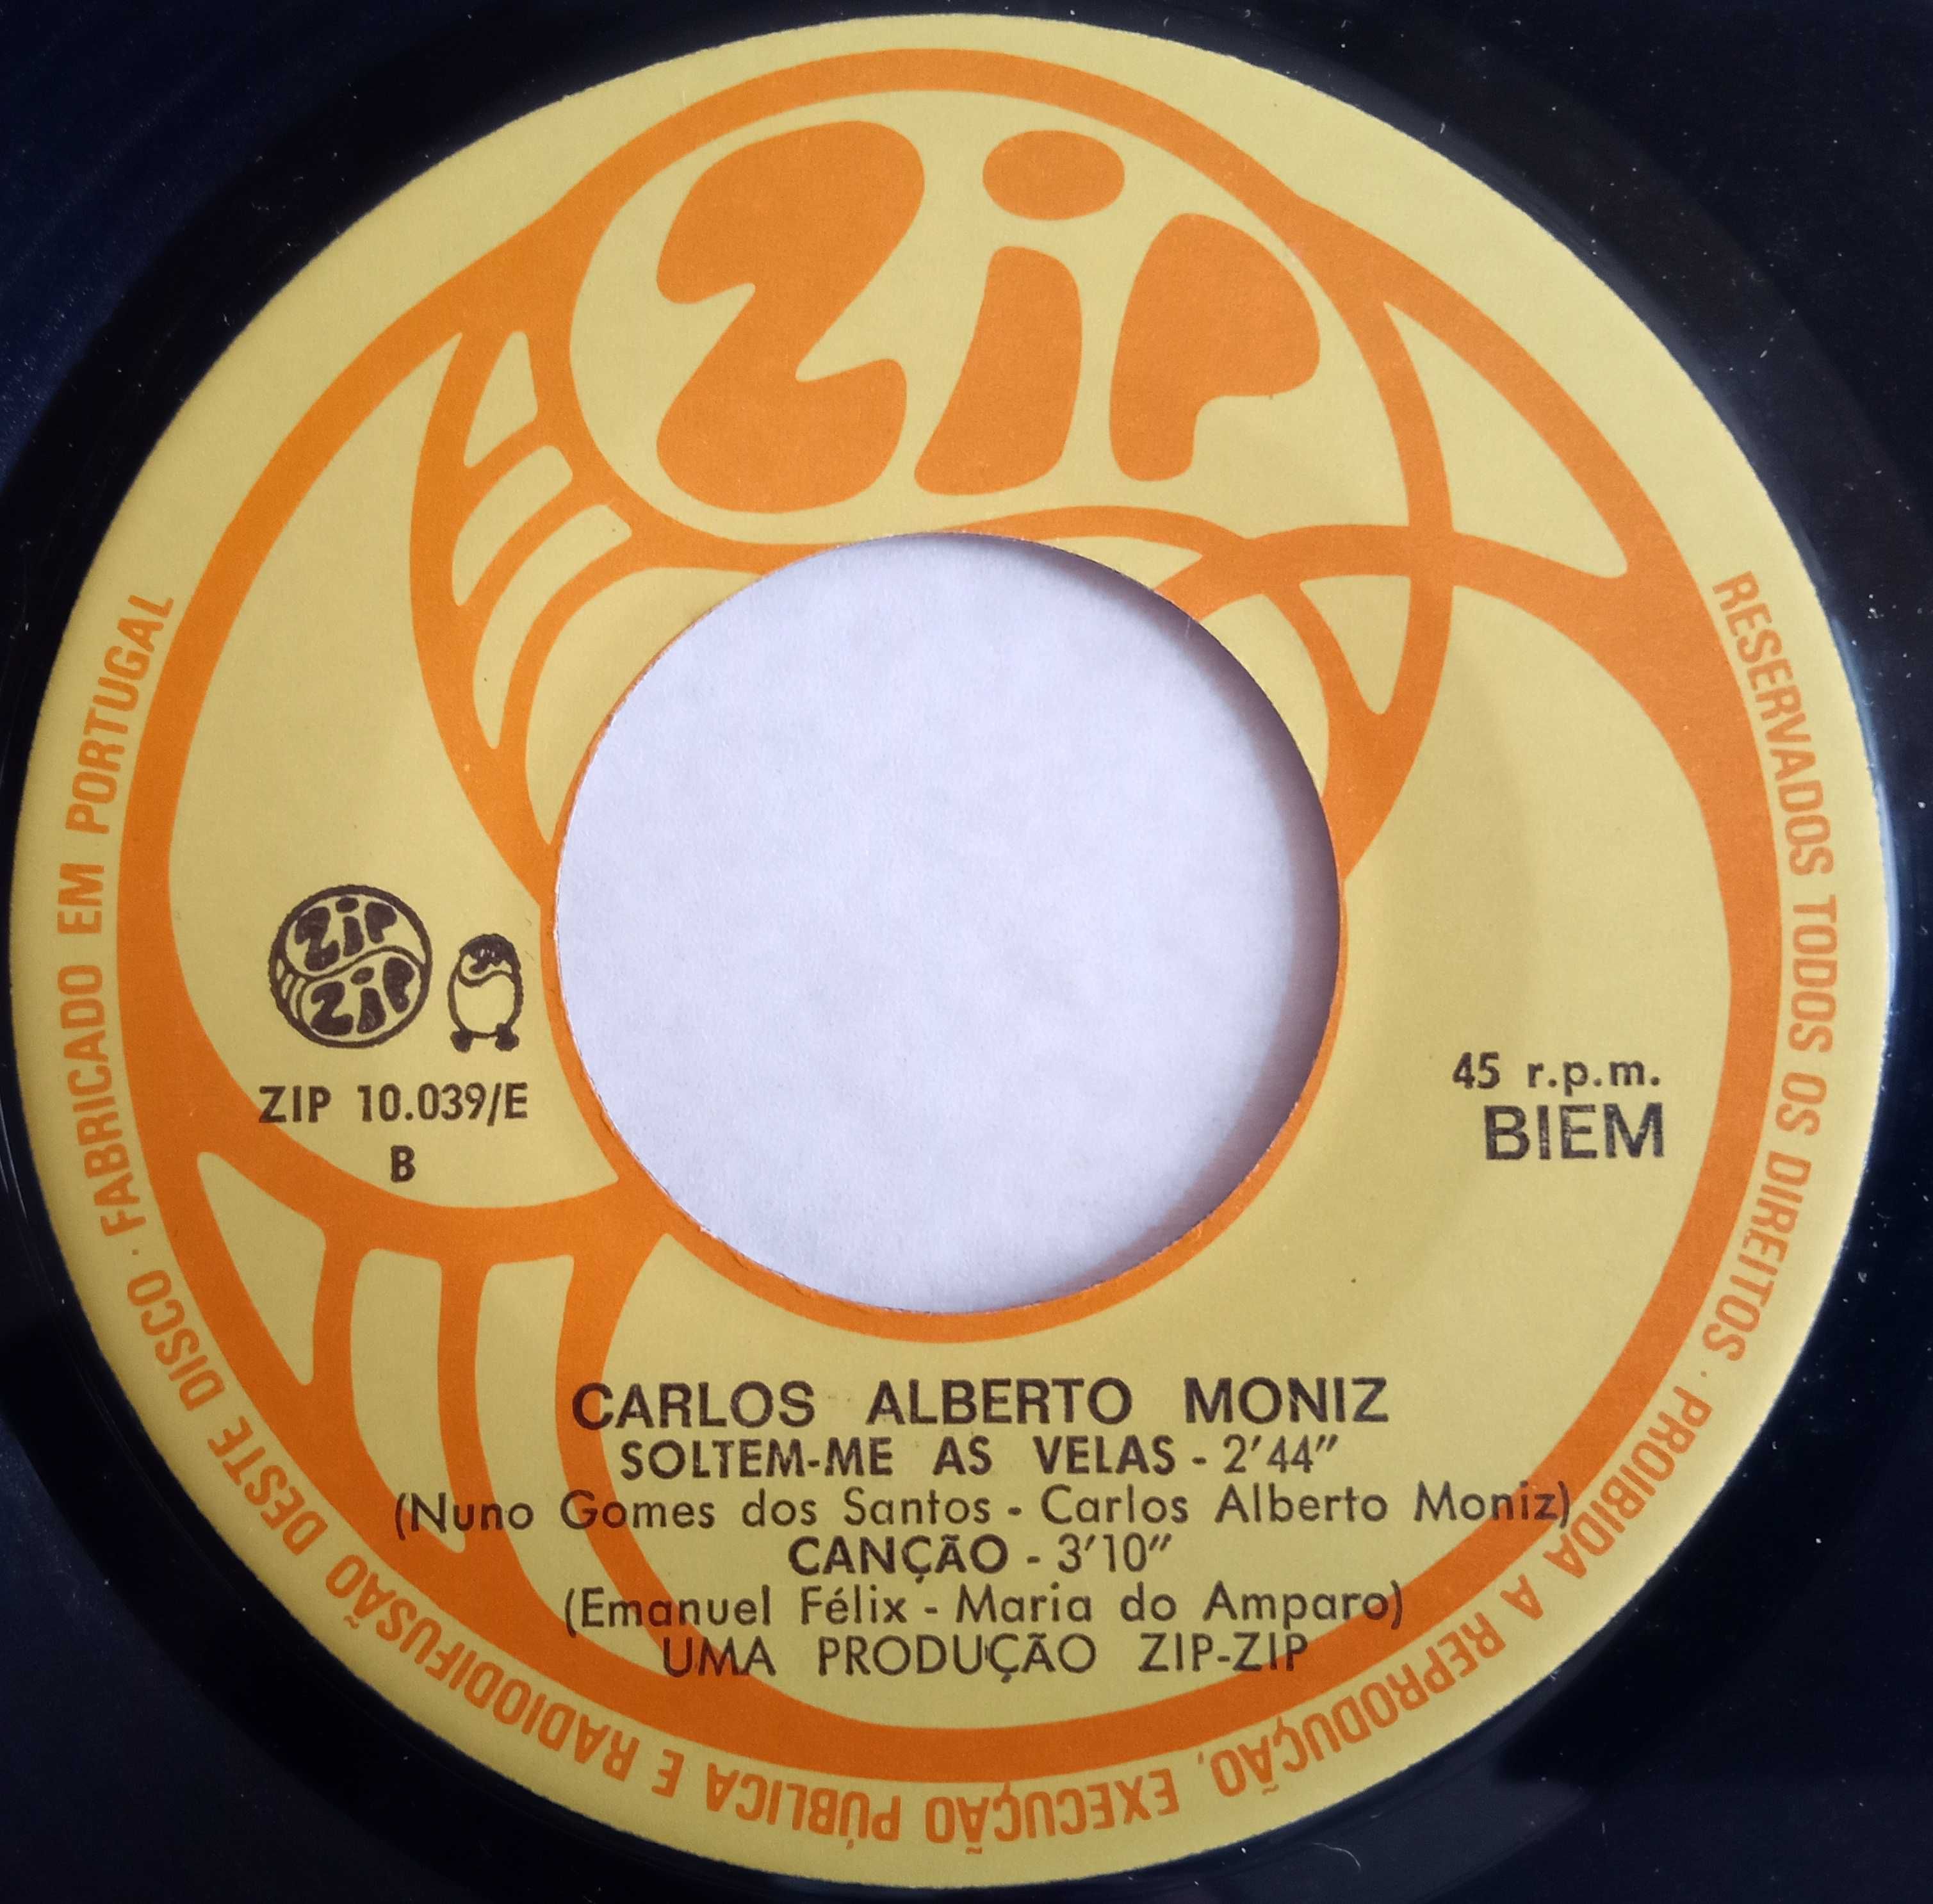 Zip
Zip
Zip
ZIP 10.039/E
B
45 r.p.m.
BIEM
CARLOS ALBERTO MONIZ
SOLTEM-ME AS VELAS - 2'44"
(Nuno Gomes dos Santos - Carlos Alberto Moniz)
CANÇÃO - 3'10"
(Emanuel Félix - Maria do Amparo)
UMA PRODUÇÃO ZIP-ZIP
RESERVADOS TODOS OS DIREITOS · PROIBIDA A REPRODUÇÃO, EXECUÇÃO PÚBLICA E RADIODIFUSÃO DESTE DISCO · FABRICADO EM PORTUGAL